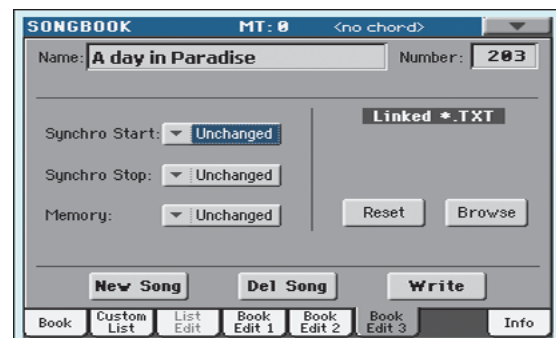 SONGBOOK MT: 0 <no chord>
Name: A day in Paradise Number: 203
Linked *.TXT
Synchro Start: Unchanged
Synchro Stop: Unchanged
Memory: Unchanged Reset Browse
New Song Del Song Write
Book Custom List List Edit Book Edit 1 Book Edit 2 Book Edit 3 Info